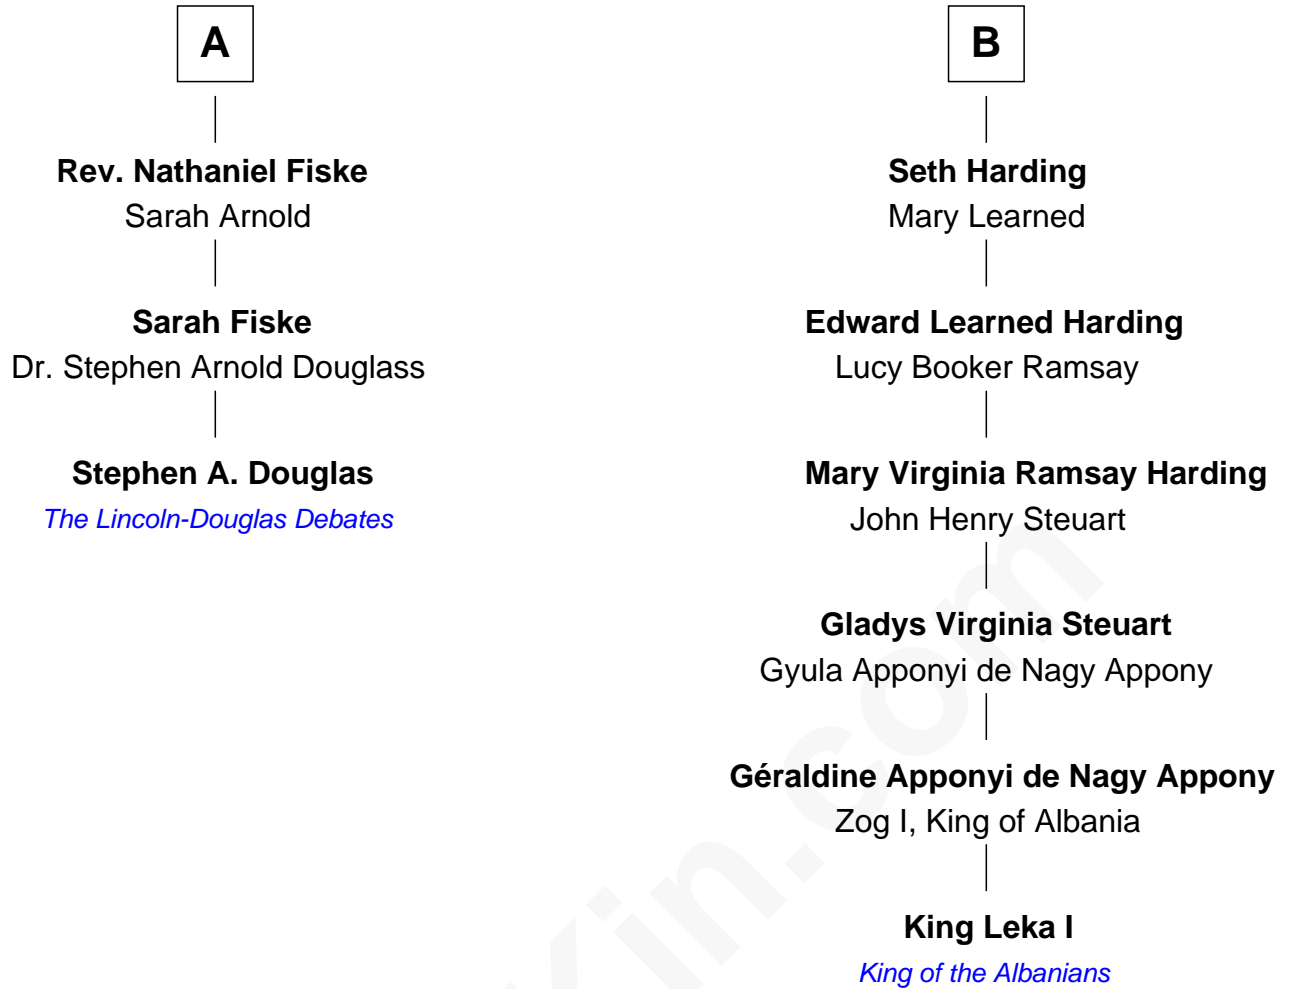 A
Rev. Nathaniel Fiske
Sarah Arnold
Sarah Fiske
Dr. Stephen Arnold Douglass
Stephen A. Douglas
The Lincoln-Douglas Debates
B
Seth Harding
Mary Learned
Edward Learned Harding
Lucy Booker Ramsay
Mary Virginia Ramsay Harding
John Henry Steuart
Gladys Virginia Steuart
Gyula Apponyi de Nagy Appony
Géraldine Apponyi de Nagy Appony
Zog I, King of Albania
King Leka I
King of the Albanians
Kin.com